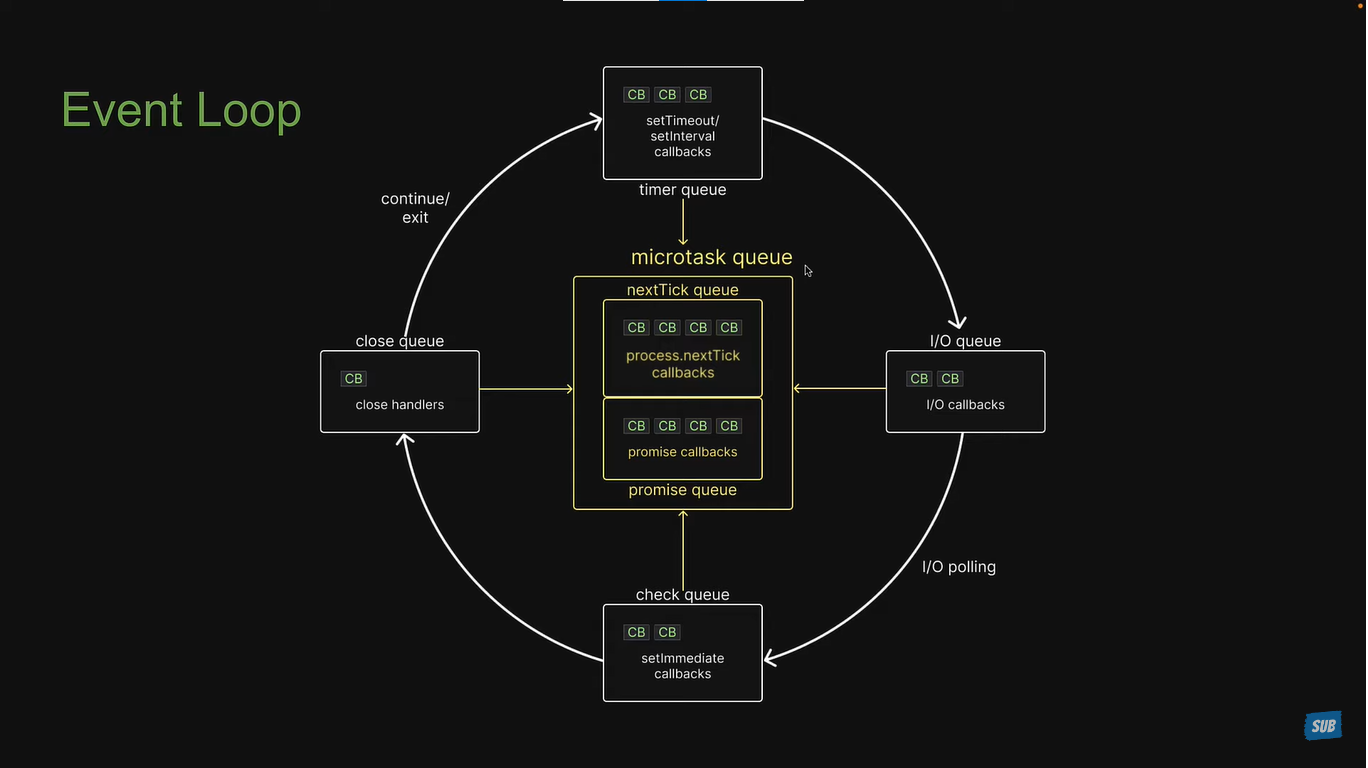 Event Loop
CB CB CB
setTimeout/
setInterval
callbacks
timer queue
continue/
exit
microtask queue
nextTick queue
CB CB CB CB
process.nextTick
callbacks
CB CB CB CB
promise callbacks
promise queue
close queue
CB
close handlers
I/O queue
CB CB
I/O callbacks
I/O polling
check queue
CB CB
setImmediate
callbacks
SUB